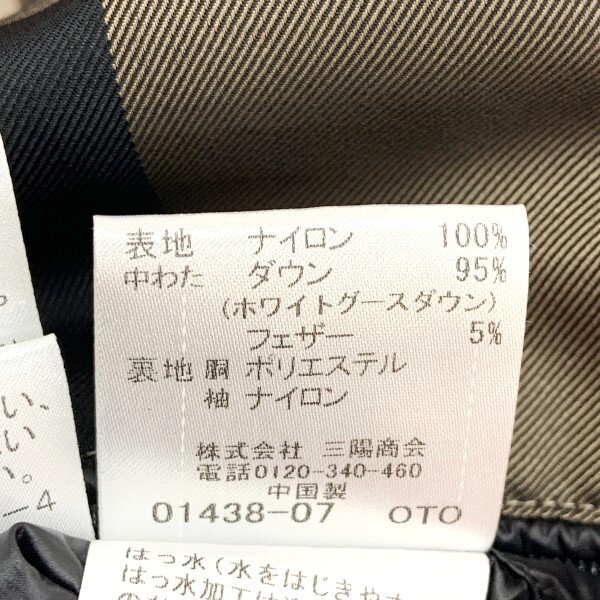 表地 ナイロン 100%
中わた ダウン 95%
(ホワイトグースダウン)
フェザー 5%
裏地 胴 ポリエステル
袖 ナイロン
株式会社 三陽商会
電話0120-340-460
中国製
01438-07 OTO
い、
い
。
-4
はっ水(水をはじきやす
はっ水加工は